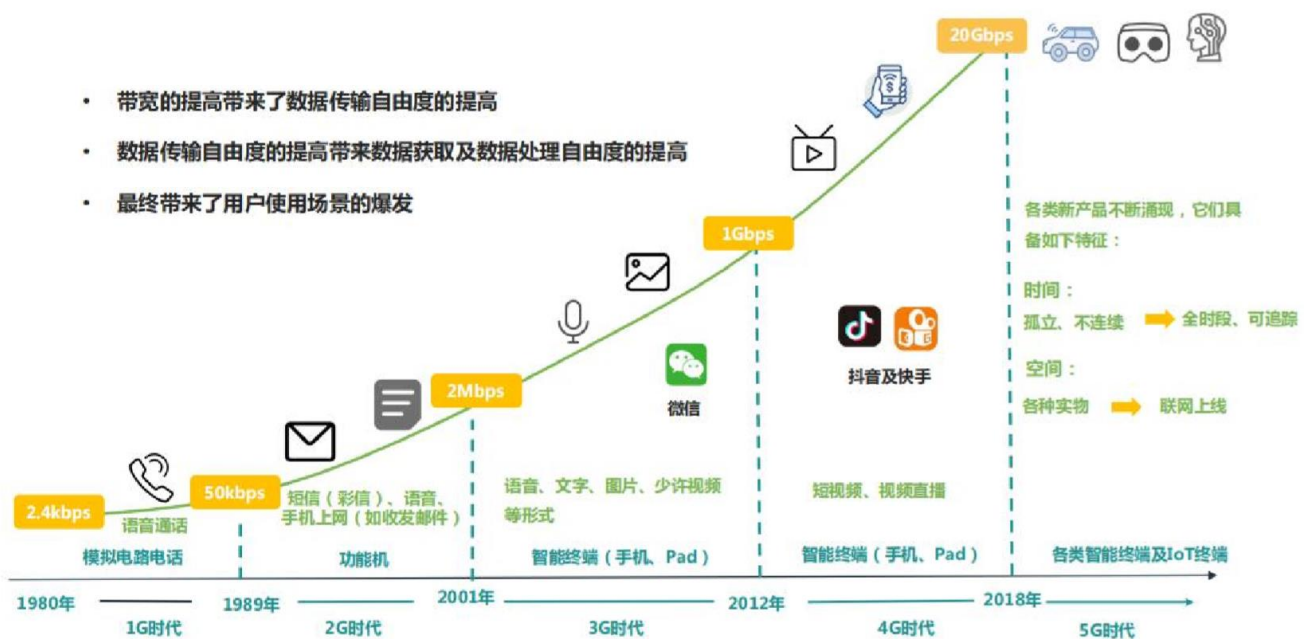 20Gbps
• 带宽的提高带来了数据传输自由度的提高
• 数据传输自由度的提高带来数据获取及数据处理自由度的提高
• 最终带来了用户使用场景的爆发
1Gbps
各类新产品不断涌现，它们具
备如下特征：
时间：
孤立、不连续
全时段、可追踪
空间：
各种实物
联网上线
抖音及快手
微信
2Mbps
50kbps
2.4kbps
语音通话
短信（彩信）、语音、
手机上网（如收发邮件）
语音、文字、图片、少许视频
等形式
短视频、视频直播
模拟电路电话
功能机
智能终端（手机、Pad）
智能终端（手机、Pad）
各类智能终端及IoT终端
1980年
1989年
2001年
2012年
2018年
1G时代
2G时代
3G时代
4G时代
5G时代